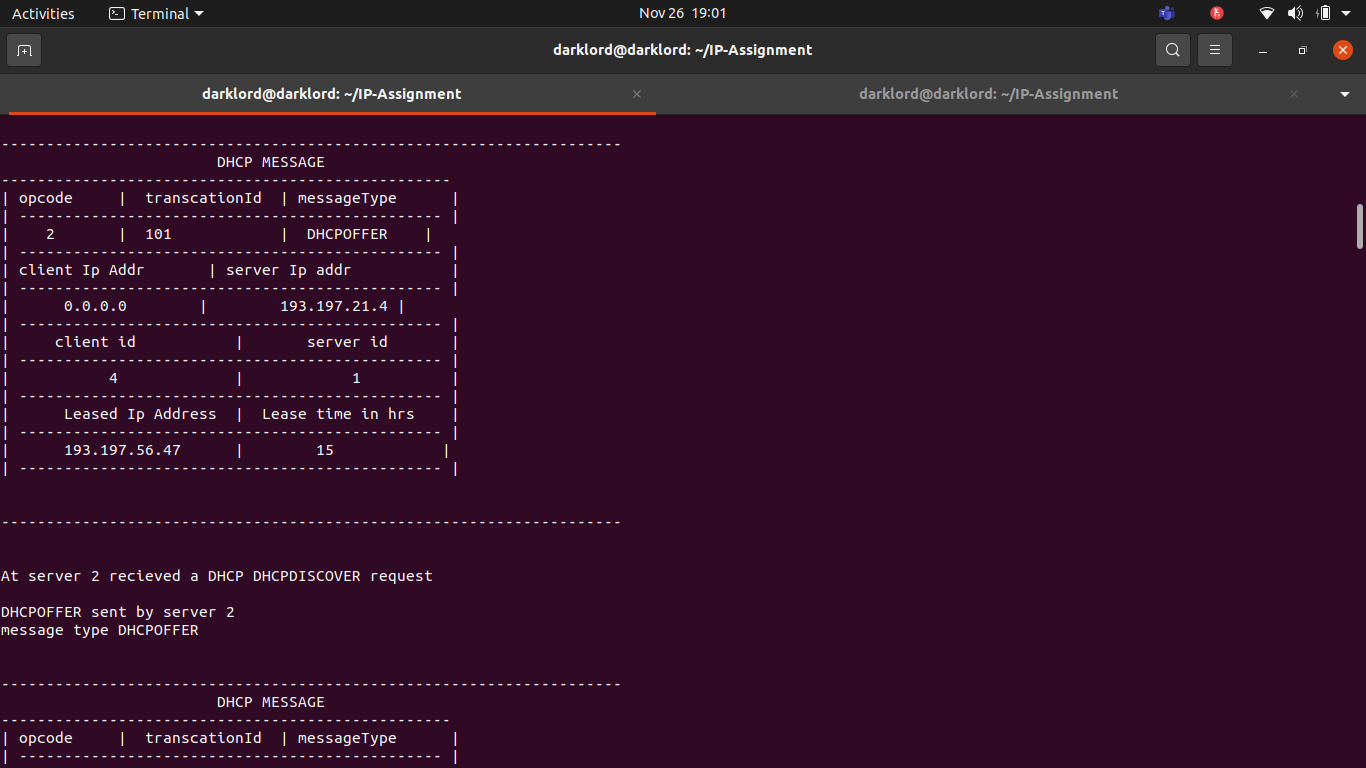 Activities Terminal Nov 26 19:01
darklord@darklord: ~/IP-Assignment
darklord@darklord: ~/IP-Assignment darklord@darklord: ~/IP-Assignment
---------------------------------------------------------------------
DHCP MESSAGE
--------------------------------------------------
| opcode | transcationId | messageType |
| ----------------------------------------------- |
| 2 | 101 | DHCPOFFER |
| ----------------------------------------------- |
| client Ip Addr | server Ip addr |
| ----------------------------------------------- |
| 0.0.0.0 | 193.197.21.4 |
| ----------------------------------------------- |
| client id | server id |
| ----------------------------------------------- |
| 4 | 1 |
| ----------------------------------------------- |
| Leased Ip Address | Lease time in hrs |
| ----------------------------------------------- |
| 193.197.56.47 | 15 |
| ----------------------------------------------- |
---------------------------------------------------------------------
At server 2 recieved a DHCP DHCPDISCOVER request
DHCPOFFER sent by server 2
message type DHCPOFFER
---------------------------------------------------------------------
DHCP MESSAGE
--------------------------------------------------
| opcode | transcationId | messageType |
| ----------------------------------------------- |